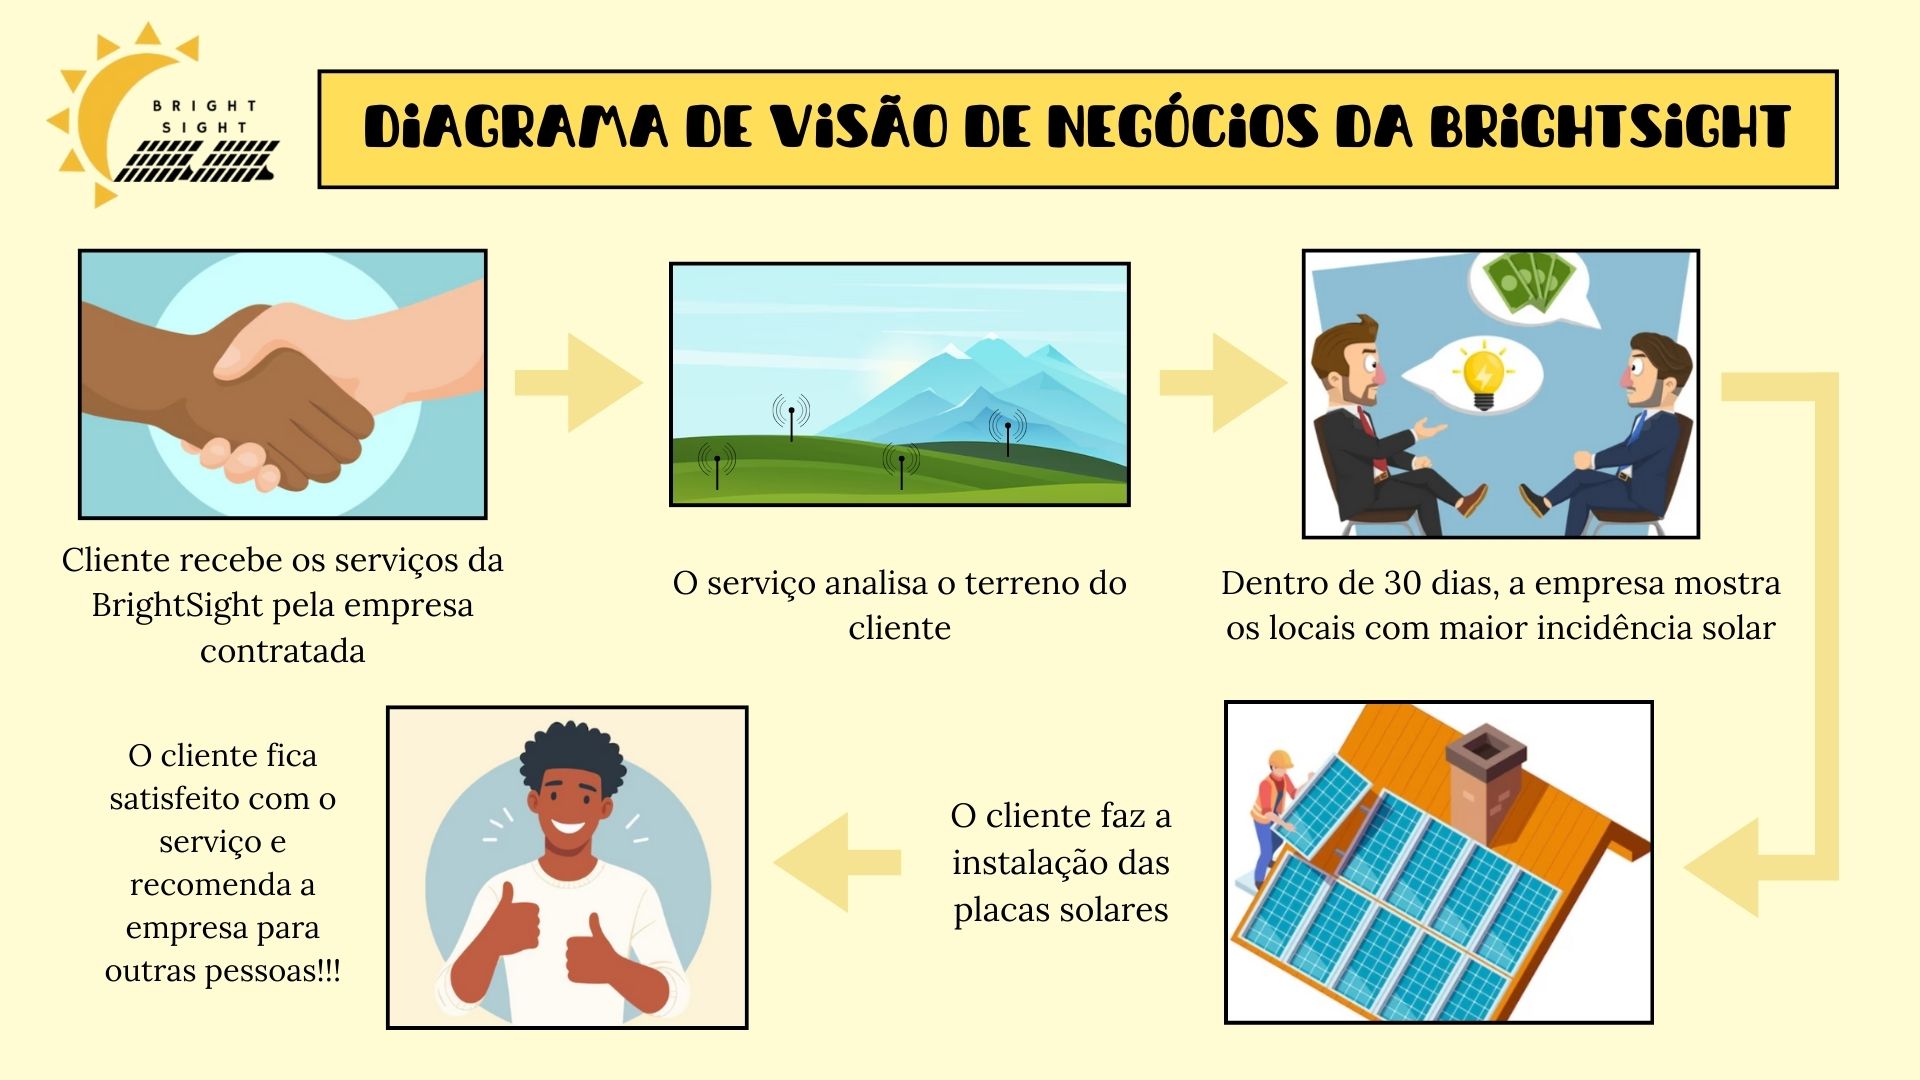 BRIGHT
SIGHT
DIAGRAMA DE VISÃO DE NEGÓCIOS DA BRIGHTSIGHT
Cliente recebe os serviços da
BrightSight pela empresa
contratada
O serviço analisa o terreno do
cliente
Dentro de 30 dias, a empresa mostra
os locais com maior incidência solar
O cliente faz a
instalação das
placas solares
O cliente fica
satisfeito com o
serviço e
recomenda a
empresa para
outras pessoas!!!